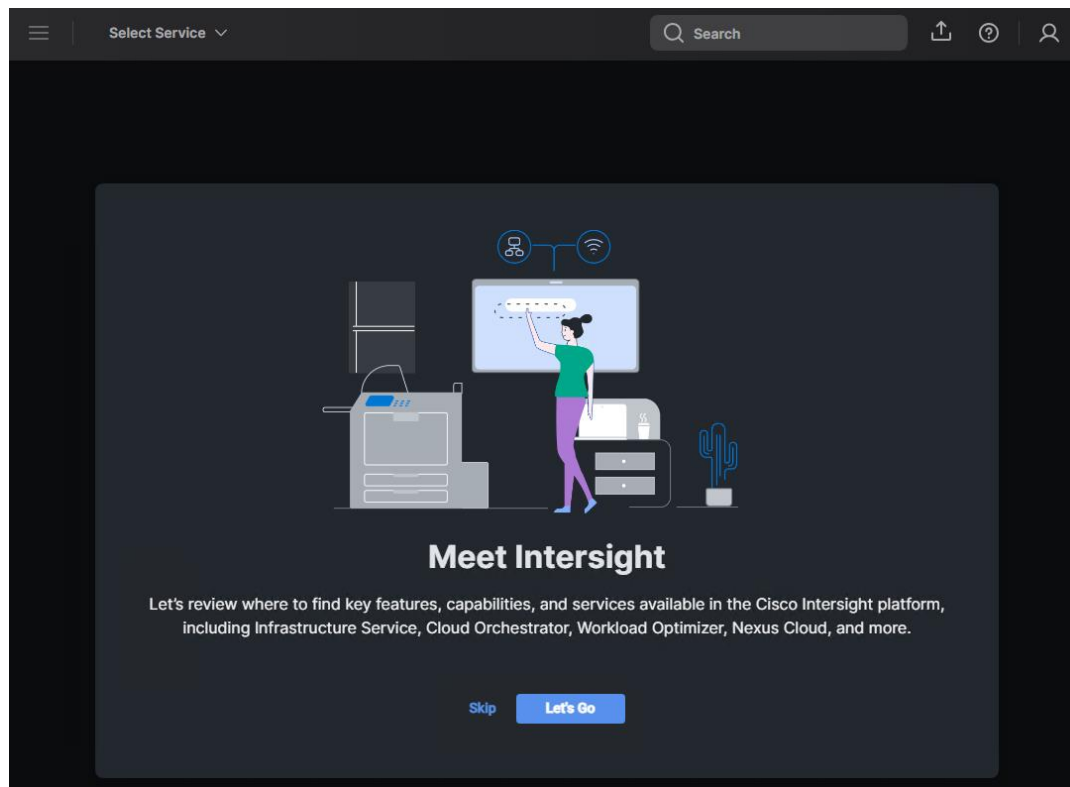 Select Service
Search
Meet Intersight
Let's review where to find key features, capabilities, and services available in the Cisco Intersight platform,
including Infrastructure Service, Cloud Orchestrator, Workload Optimizer, Nexus Cloud, and more.
Skip
Let's Go